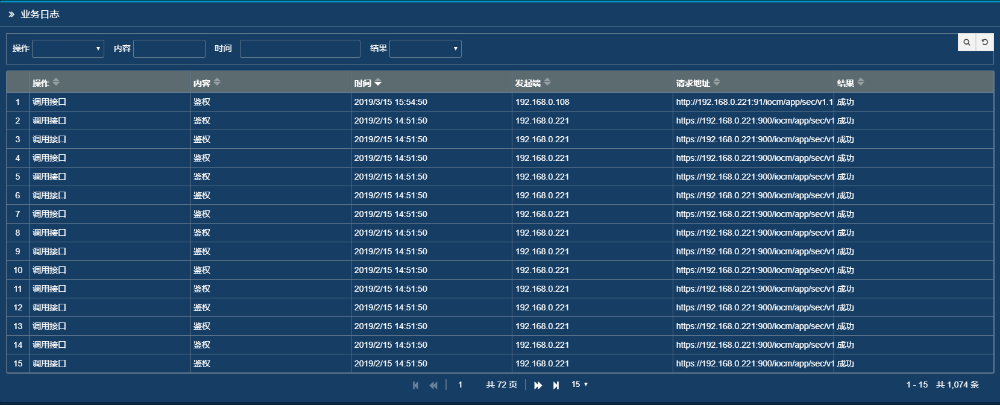 业务日志
操作 内容 时间 结果
操作 内容 时间 发起端 请求地址 结果
1 调用接口 鉴权 2019/3/15 15:54:50 192.168.0.108 http://192.168.0.221:91/iocm/app/sec/v1.1 成功
2 调用接口 鉴权 2019/2/15 14:51:50 192.168.0.221 https://192.168.0.221:900/iocm/app/sec/v1 成功
3 调用接口 鉴权 2019/2/15 14:51:50 192.168.0.221 https://192.168.0.221:900/iocm/app/sec/v1 成功
4 调用接口 鉴权 2019/2/15 14:51:50 192.168.0.221 https://192.168.0.221:900/iocm/app/sec/v1 成功
5 调用接口 鉴权 2019/2/15 14:51:50 192.168.0.221 https://192.168.0.221:900/iocm/app/sec/v1 成功
6 调用接口 鉴权 2019/2/15 14:51:50 192.168.0.221 https://192.168.0.221:900/iocm/app/sec/v1 成功
7 调用接口 鉴权 2019/2/15 14:51:50 192.168.0.221 https://192.168.0.221:900/iocm/app/sec/v1 成功
8 调用接口 鉴权 2019/2/15 14:51:50 192.168.0.221 https://192.168.0.221:900/iocm/app/sec/v1 成功
9 调用接口 鉴权 2019/2/15 14:51:50 192.168.0.221 https://192.168.0.221:900/iocm/app/sec/v1 成功
10 调用接口 鉴权 2019/2/15 14:51:50 192.168.0.221 https://192.168.0.221:900/iocm/app/sec/v1 成功
11 调用接口 鉴权 2019/2/15 14:51:50 192.168.0.221 https://192.168.0.221:900/iocm/app/sec/v1 成功
12 调用接口 鉴权 2019/2/15 14:51:50 192.168.0.221 https://192.168.0.221:900/iocm/app/sec/v1 成功
13 调用接口 鉴权 2019/2/15 14:51:50 192.168.0.221 https://192.168.0.221:900/iocm/app/sec/v1 成功
14 调用接口 鉴权 2019/2/15 14:51:50 192.168.0.221 https://192.168.0.221:900/iocm/app/sec/v1 成功
15 调用接口 鉴权 2019/2/15 14:51:50 192.168.0.221 https://192.168.0.221:900/iocm/app/sec/v1 成功
1 共 72 页 15 1 - 15 共 1,074 条